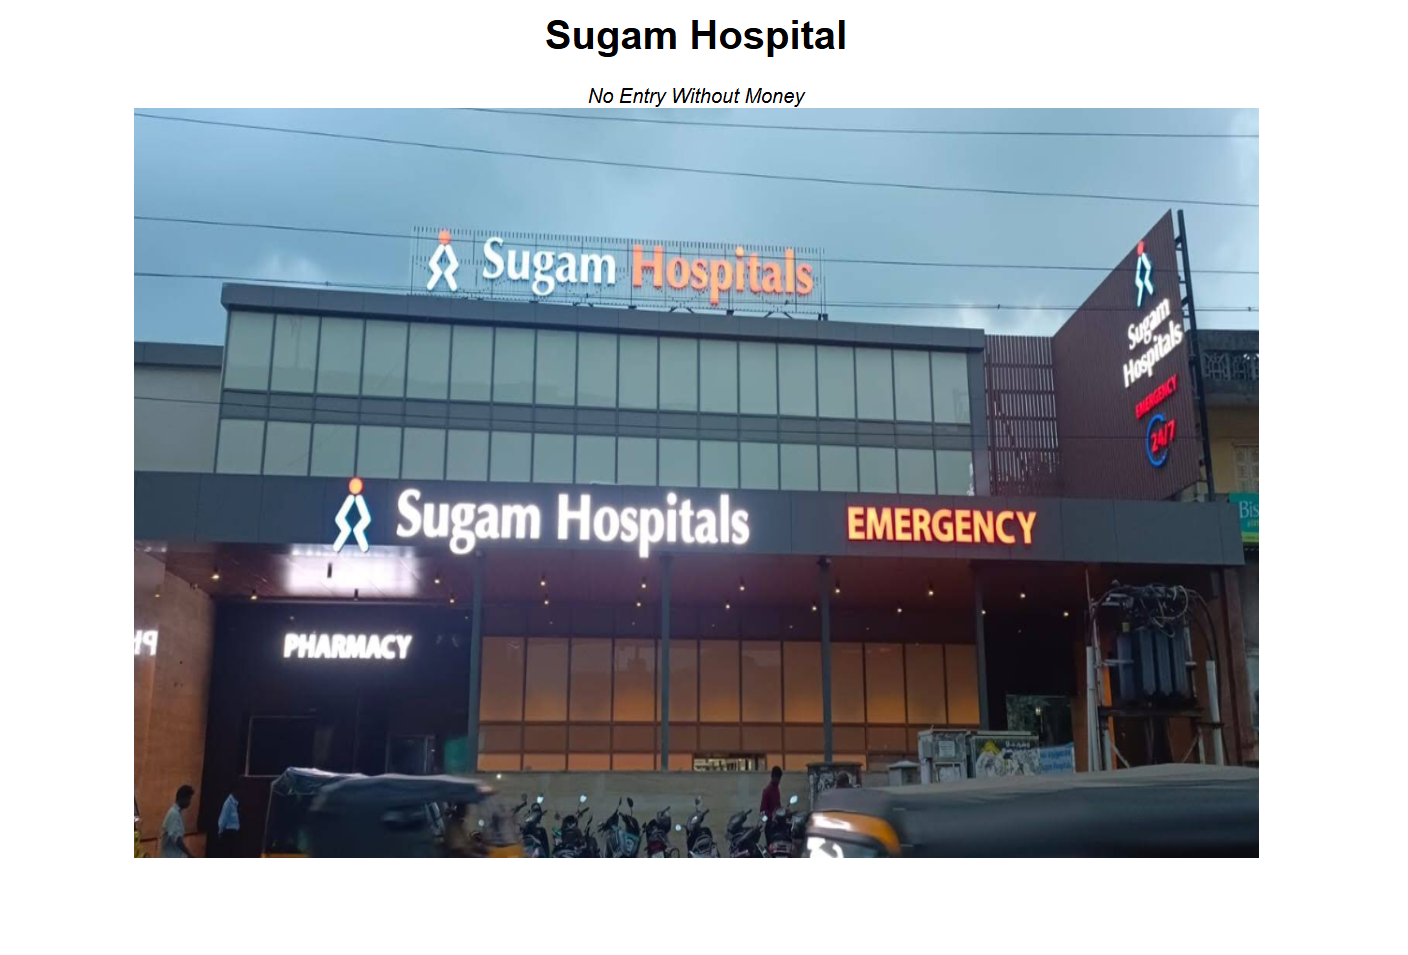 Sugam Hospital
No Entry Without Money
Sugam Hospitals
Sugam
Hospitals
EMERGENCY
24/7
Sugam Hospitals
EMERGENCY
PHARMACY